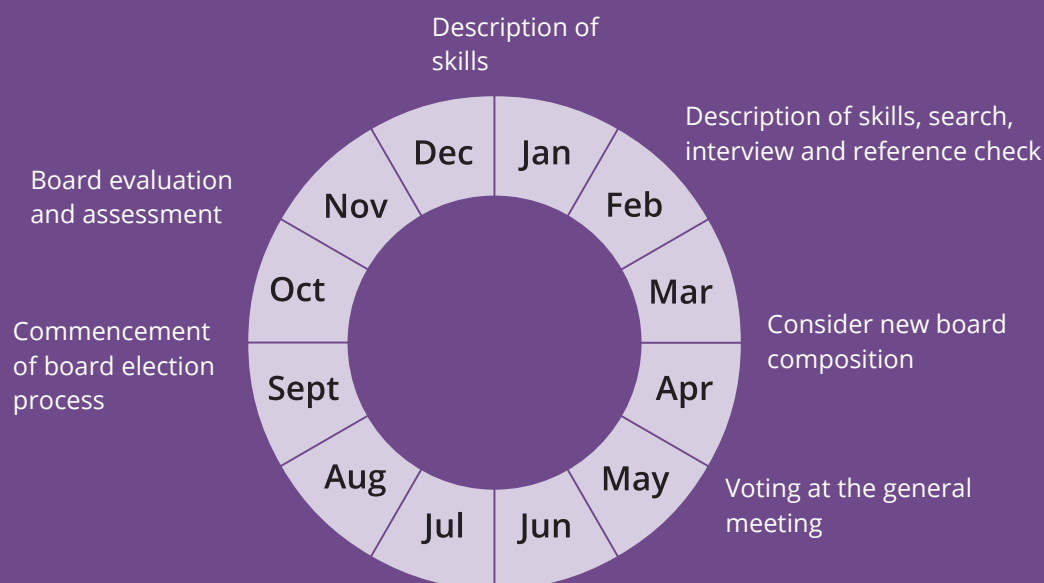 Description of
skills
Description of skills, search,
interview and reference check
Board evaluation
and assessment
Commencement
of board election
process
Consider new board
composition
Voting at the general
meeting
Jan
Feb
Mar
Apr
May
Jun
Jul
Aug
Sept
Oct
Nov
Dec